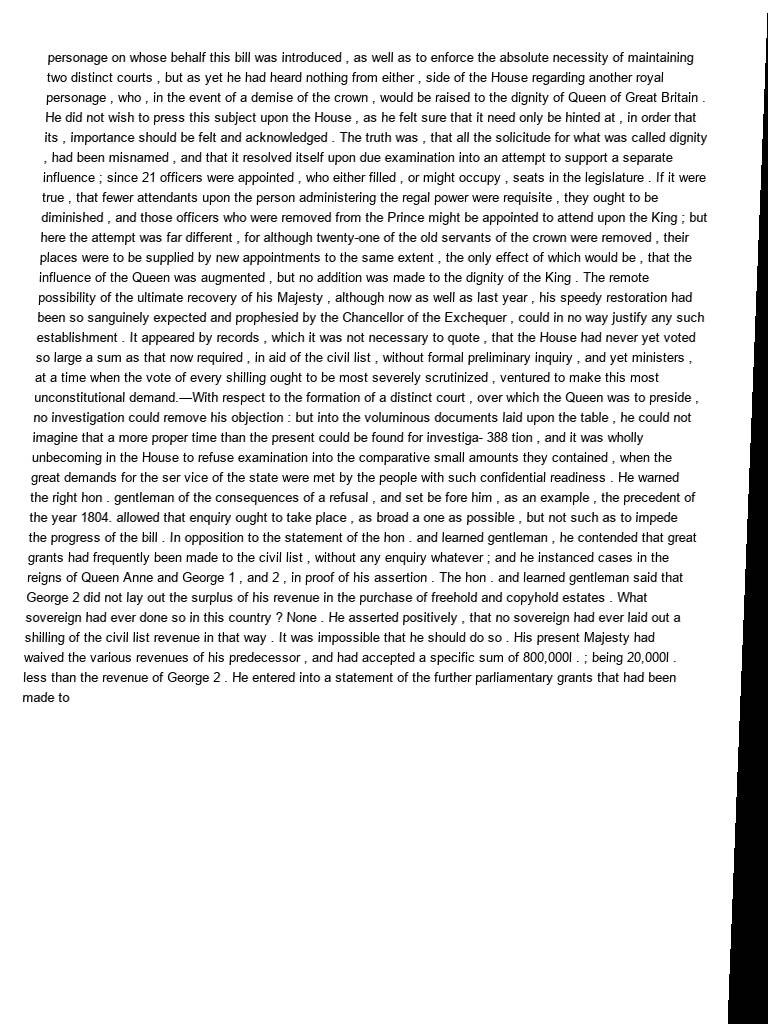 personage on whose behalf this bill was introduced , as well as to enforce the absolute necessity of maintaining
two distinct courts , but as yet he had heard nothing from either , side of the House regarding another royal
personage , who , in the event of a demise of the crown , would be raised to the dignity of Queen of Great Britain .
He did not wish to press this subject upon the House , as he felt sure that it need only be hinted at , in order that
its , importance should be felt and acknowledged . The truth was , that all the solicitude for what was called dignity
, had been misnamed , and that it resolved itself upon due examination into an attempt to support a separate
influence ; since 21 officers were appointed , who either filled , or might occupy , seats in the legislature . If it were
true , that fewer attendants upon the person administering the regal power were requisite , they ought to be
diminished , and those officers who were removed from the Prince might be appointed to attend upon the King ; but
here the attempt was far different , for although twenty-one of the old servants of the crown were removed , their
places were to be supplied by new appointments to the same extent , the only effect of which would be , that the
influence of the Queen was augmented , but no addition was made to the dignity of the King . The remote
possibility of the ultimate recovery of his Majesty , although now as well as last year , his speedy restoration had
been so sanguinely expected and prophesied by the Chancellor of the Exchequer , could in no way justify any such
establishment . It appeared by records , which it was not necessary to quote , that the House had never yet voted
so large a sum as that now required , in aid of the civil list , without formal preliminary inquiry , and yet ministers ,
at a time when the vote of every shilling ought to be most severely scrutinized , ventured to make this most
unconstitutional demand.—With respect to the formation of a distinct court , over which the Queen was to preside ,
no investigation could remove his objection : but into the voluminous documents laid upon the table , he could not
imagine that a more proper time than the present could be found for investiga- 388 tion , and it was wholly
unbecoming in the House to refuse examination into the comparative small amounts they contained , when the
great demands for the ser vice of the state were met by the people with such confidential readiness . He warned
the right hon . gentleman of the consequences of a refusal , and set be fore him , as an example , the precedent of
the year 1804. allowed that enquiry ought to take place , as broad a one as possible , but not such as to impede
the progress of the bill . In opposition to the statement of the hon . and learned gentleman , he contended that great
grants had frequently been made to the civil list , without any enquiry whatever ; and he instanced cases in the
reigns of Queen Anne and George 1 , and 2 , in proof of his assertion . The hon . and learned gentleman said that
George 2 did not lay out the surplus of his revenue in the purchase of freehold and copyhold estates . What
sovereign had ever done so in this country ? None . He asserted positively , that no sovereign had ever laid out a
shilling of the civil list revenue in that way . It was impossible that he should do so . His present Majesty had
waived the various revenues of his predecessor , and had accepted a specific sum of 800,000l . ; being 20,000l .
less than the revenue of George 2 . He entered into a statement of the further parliamentary grants that had been
made to